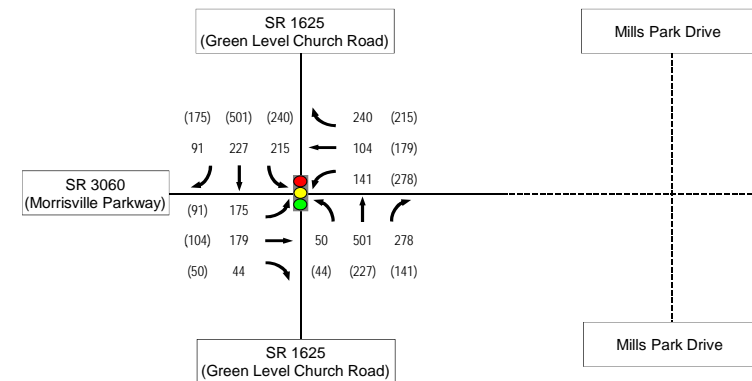 SR 1625
(Green Level Church Road)
Mills Park Drive
(175) (501) (240) 240 (215)
91 227 215 104 (179)
141 (278)
SR 3060
(Morrisville Parkway)
(91) 175
(104) 179 50 501 278
(50) 44 (44) (227) (141)
SR 1625
(Green Level Church Road)
Mills Park Drive